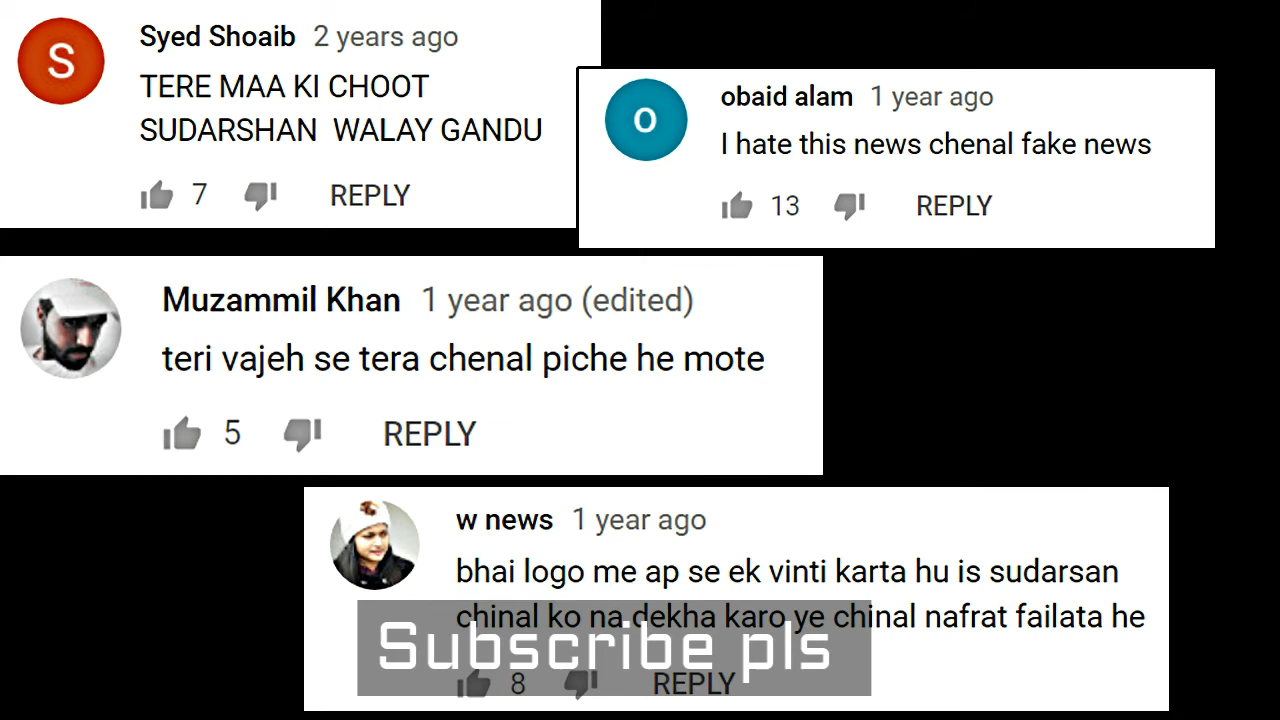 S
Syed Shoaib 2 years ago
TERE MAA KI CHOOT
SUDARSHAN WALAY GANDU
7 REPLY
o
obaid alam 1 year ago
I hate this news chenal fake news
13 REPLY
Muzammil Khan 1 year ago (edited)
teri vajeh se tera chenal piche he mote
5 REPLY
w news 1 year ago
bhai logo me ap se ek vinti karta hu is sudarsan
chinal ko na dekha karo ye chinal nafrat failata he
Subscribe pls
8 REPLY